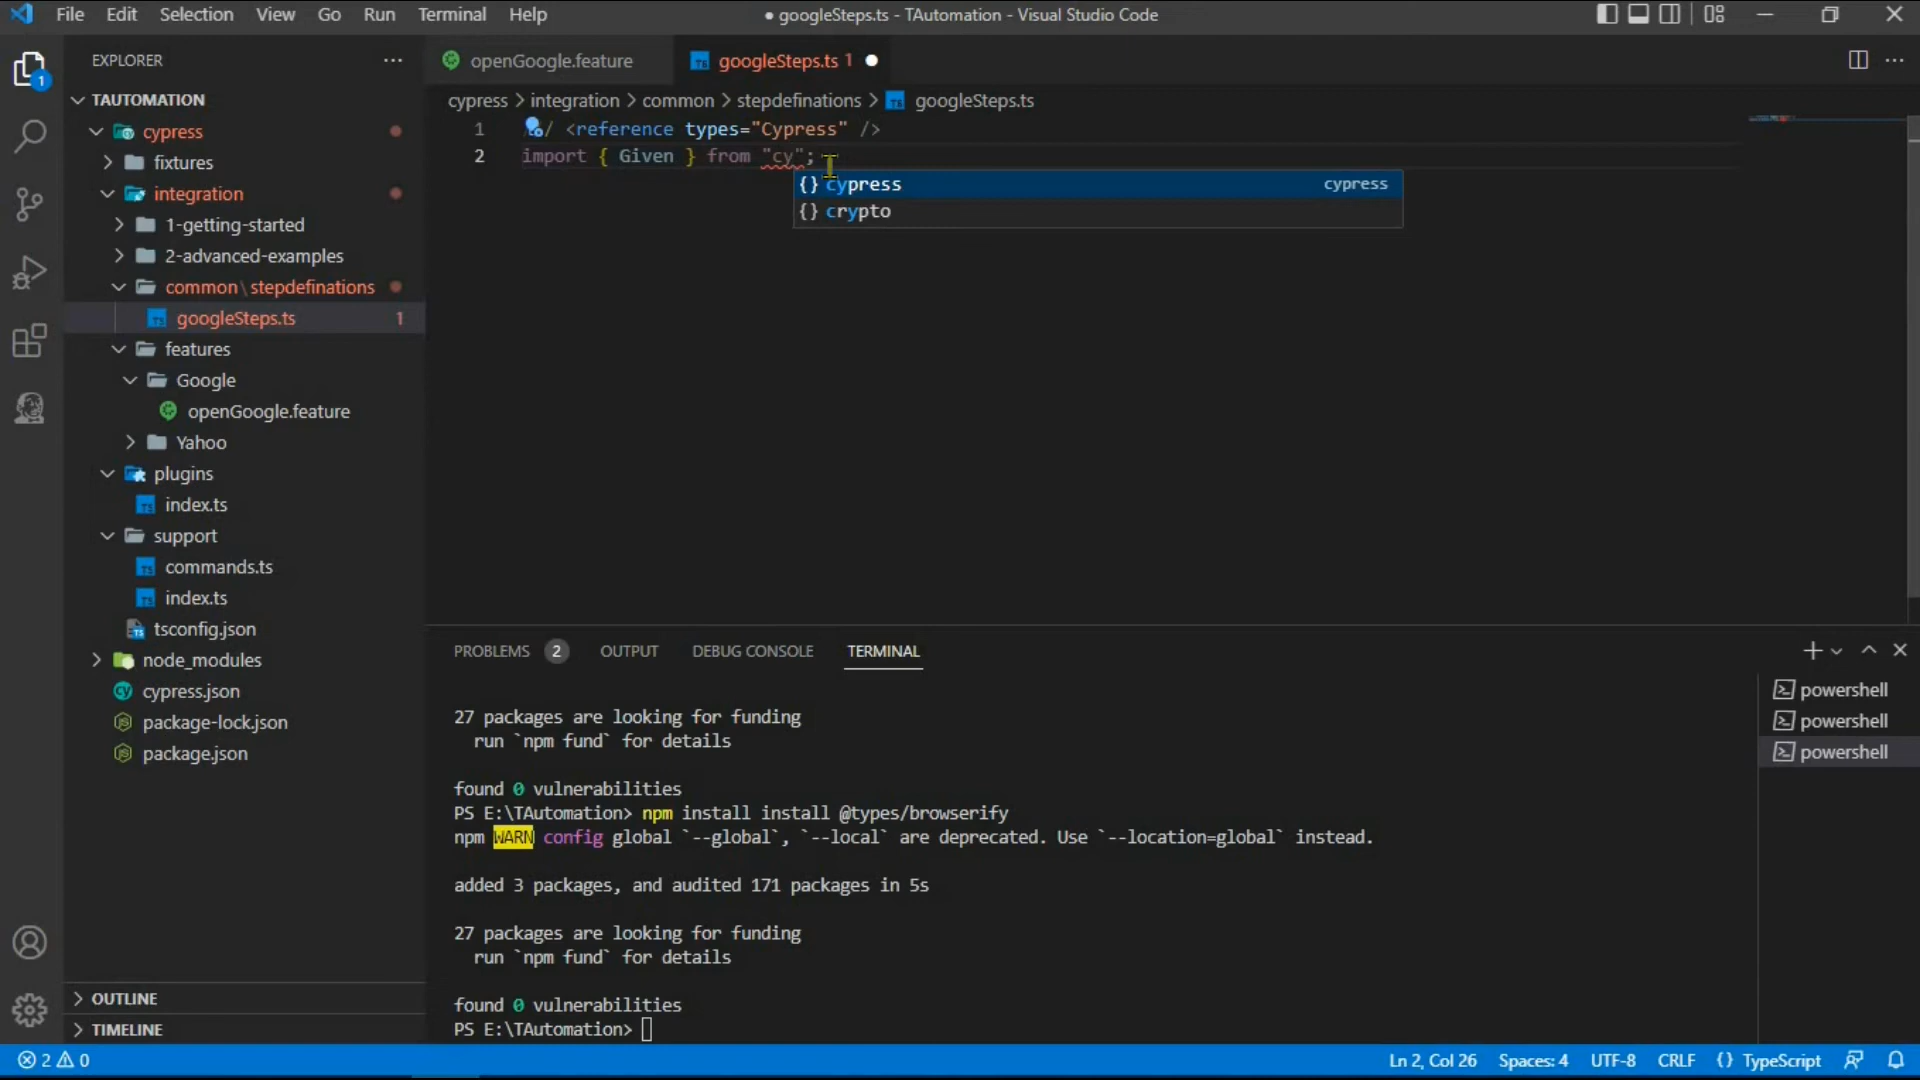 File Edit Selection View Go Run Terminal Help
● googleSteps.ts - TAutomation - Visual Studio Code
EXPLORER
TAUTOMATION
cypress
fixtures
integration
1-getting-started
2-advanced-examples
common\stepdefinations
googleSteps.ts 1
features
Google
openGoogle.feature
Yahoo
plugins
index.ts
support
commands.ts
index.ts
tsconfig.json
node_modules
cypress.json
package-lock.json
package.json
OUTLINE
TIMELINE
1
openGoogle.feature
googleSteps.ts 1 ●
cypress > integration > common > stepdefinations > googleSteps.ts
1 / <reference types="Cypress" />
2 import { Given } from "cy";
{} cypress cypress
{} crypto
PROBLEMS 2 OUTPUT DEBUG CONSOLE TERMINAL
27 packages are looking for funding
run `npm fund` for details
found 0 vulnerabilities
PS E:\TAutomation> npm install install @types/browserify
npm WARN config global `--global`, `--local` are deprecated. Use `--location=global` instead.
added 3 packages, and audited 171 packages in 5s
27 packages are looking for funding
run `npm fund` for details
found 0 vulnerabilities
PS E:\TAutomation>
powershell
powershell
powershell
2 0
Ln 2, Col 26 Spaces: 4 UTF-8 CRLF {} TypeScript